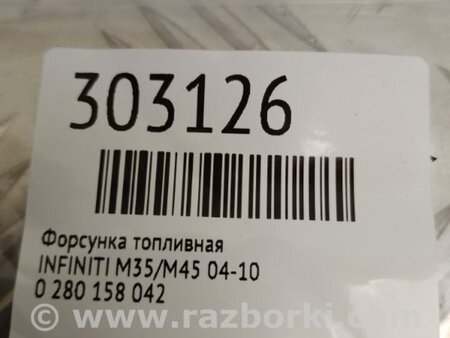 303126
Форсунка топливная
INFINITI M35/M45 04-10
0 280 158 042
© www.razborki.com